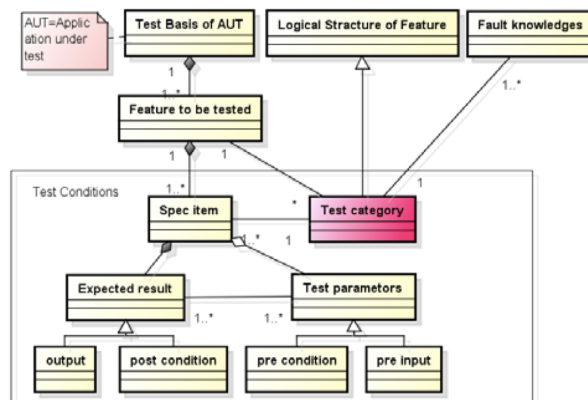 AUT=Applic
ation under
test
Test Basis of AUT
Logical Stracture of Feature
Fault knowledges
1
1..*
1..*
Feature to be tested
1
1
1
1..*
Test Conditions
Spec item
*
Test category
1..*
1
Expected result
Test parametors
1..*
1..*
output
post condition
pre condition
pre input